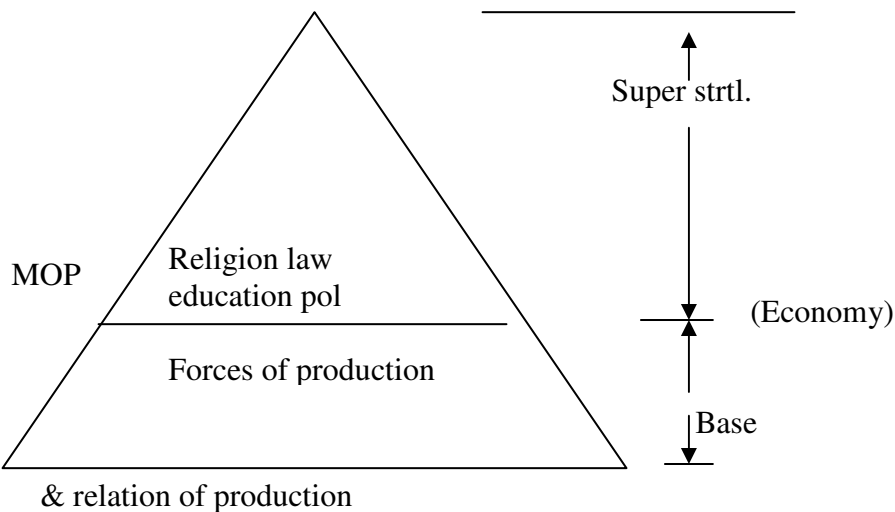 Super strtl.
MOP
Religion law
education pol
(Economy)
Forces of production
Base
& relation of production